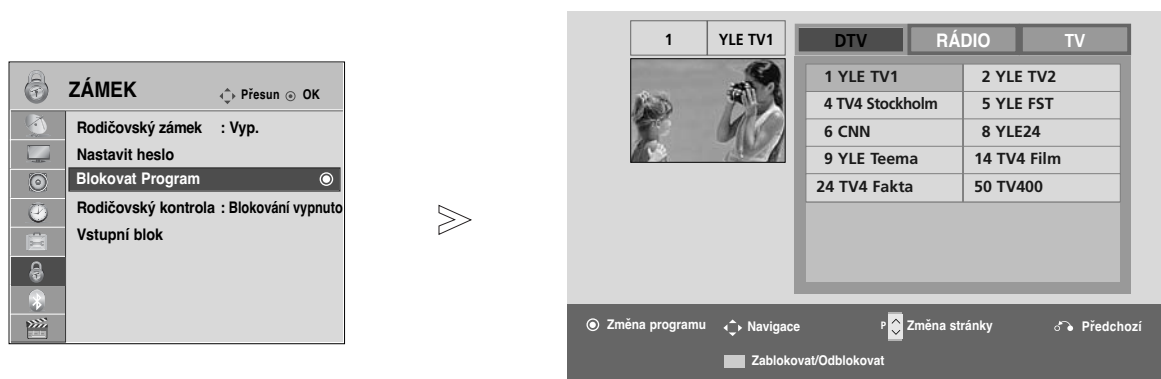 ZÁMEK
Přesun OK
Rodičovský zámek : Vyp.
Nastavit heslo
Blokovat Program
Rodičovský kontrola : Blokování vypnuto
Vstupní blok
1 YLE TV1
DTV RÁDIO TV
1 YLE TV1 2 YLE TV2
4 TV4 Stockholm 5 YLE FST
6 CNN 8 YLE24
9 YLE Teema 14 TV4 Film
24 TV4 Fakta 50 TV400
Změna programu Navigace P Změna stránky Předchozí
Zablokovat/Odblokovat